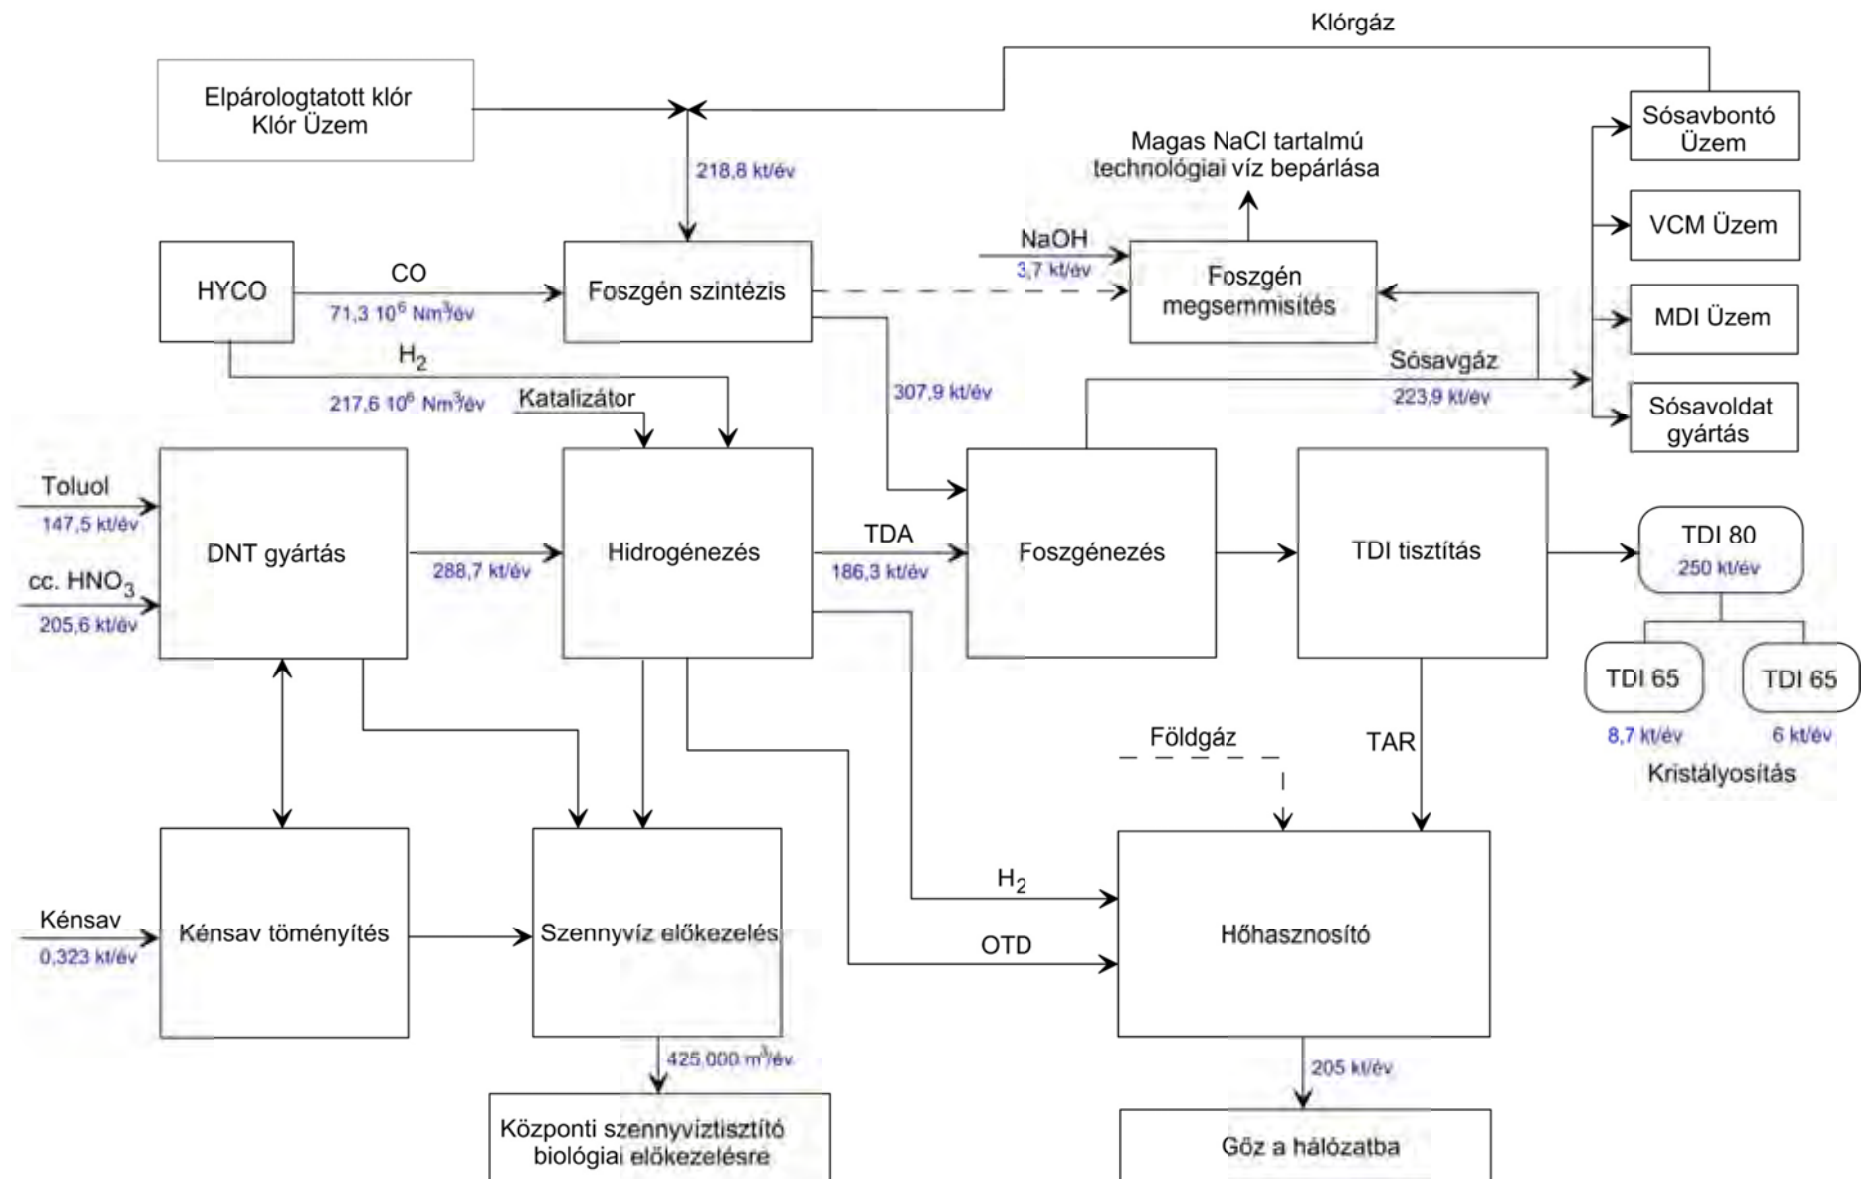 Klórgáz
Elpárologtatott klór
Klór Üzem
Sósavbontó
Üzem
Magas NaCl tartalmú
technológiai víz bepárlása
218,8 kt/év
VCM Üzem
NaOH
3,7 kt/év
HYCO
CO
71,3 10⁶ Nm³/év
Foszgén szintézis
Foszgén
megsemmisítés
MDI Üzem
H₂
217,6 10⁶ Nm³/év
Katalizátor
307,9 kt/év
Sósavgáz
223,9 kt/év
Sósavoldat
gyártás
Toluol
147,5 kt/év
cc. HNO₃
205,6 kt/év
DNT gyártás
288,7 kt/év
Hidrogénezés
TDA
186,3 kt/év
Foszgénezés
TDI tisztítás
TDI 80
250 kt/év
TDI 65
TDI 65
8,7 kt/év
6 kt/év
Kristályosítás
Földgáz
TAR
Kénsav
0,323 kt/év
Kénsav töményítés
Szennyvíz előkezelés
H₂
OTD
Hőhasznosító
425 000 m³/év
205 kt/év
Központi szennyvíztisztító
biológiai előkezelésre
Gőz a hálózatba